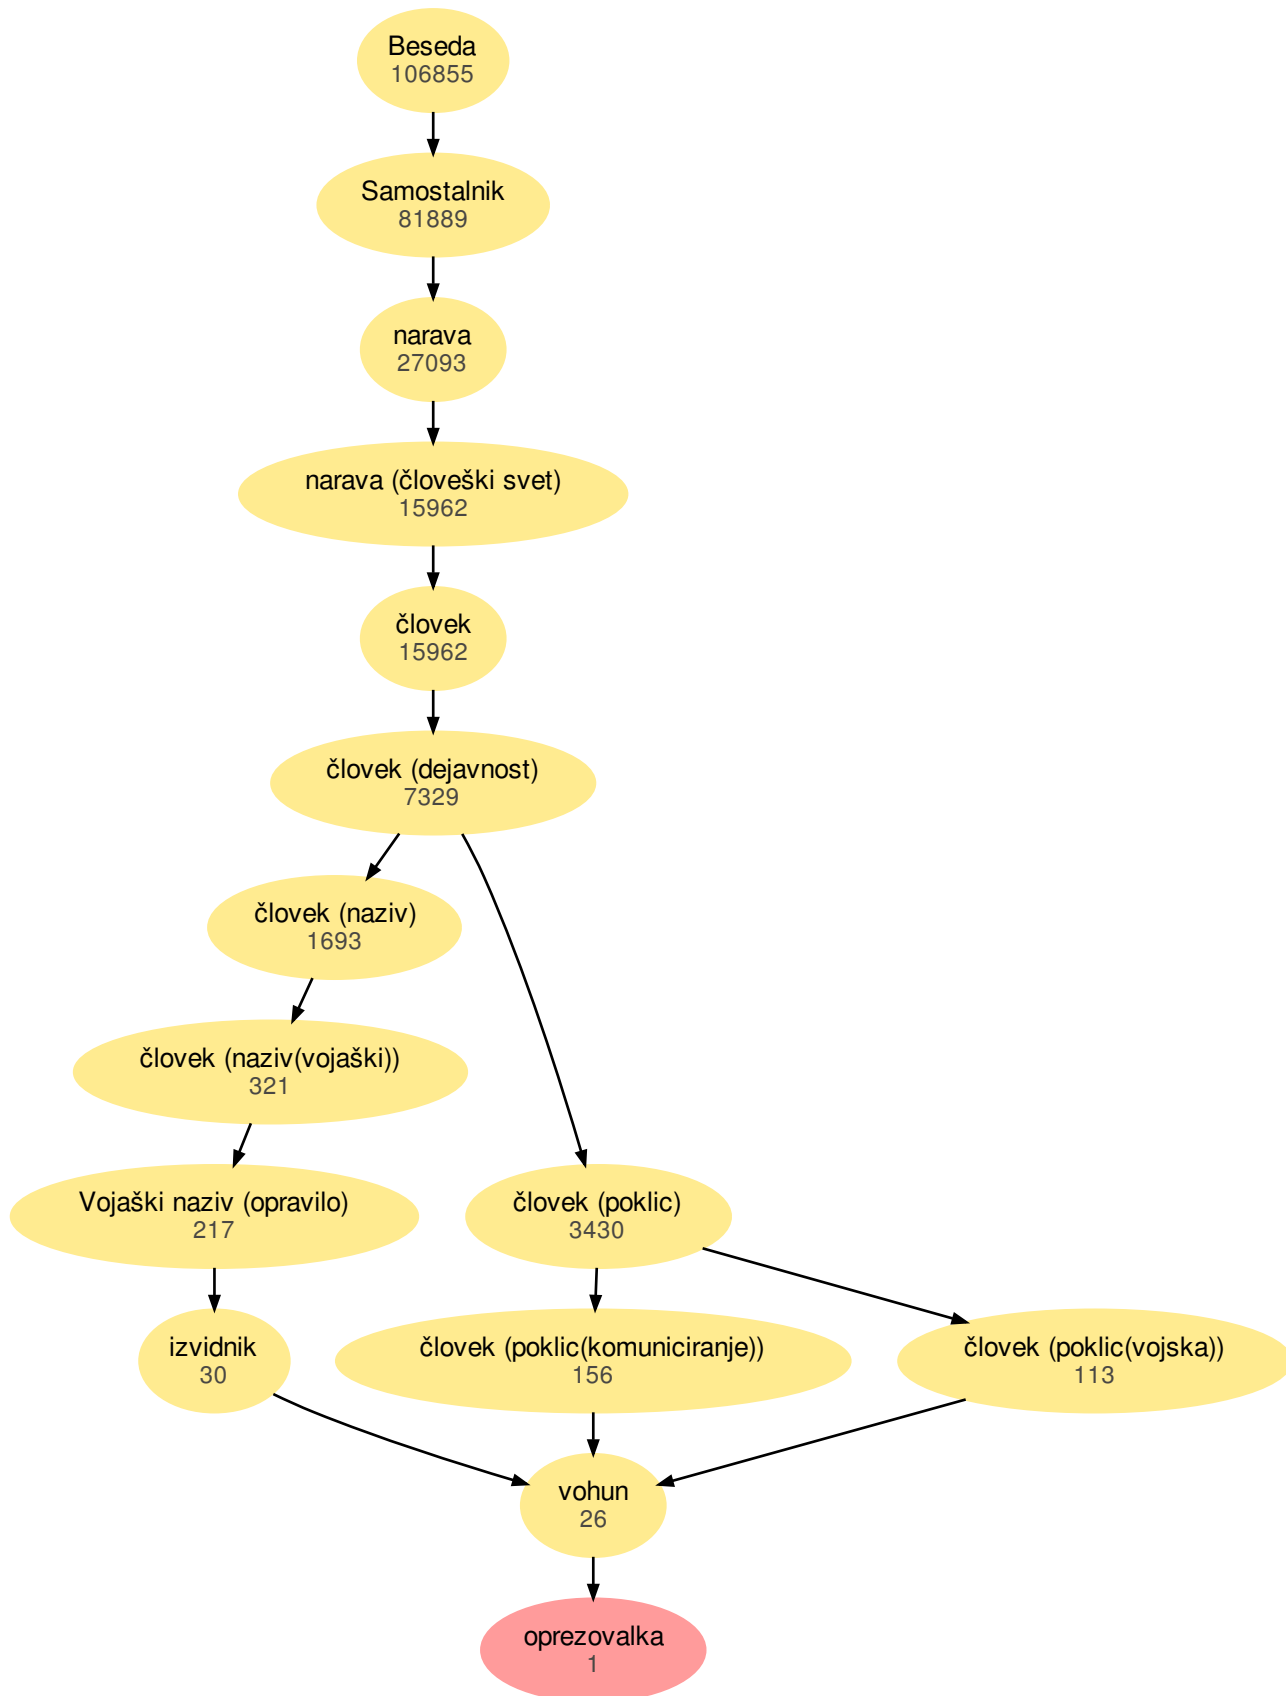 Beseda
106855
Samostalnik
81889
narava
27093
narava (človeški svet)
15962
človek
15962
človek (dejavnost)
7329
človek (naziv)
1693
človek (naziv(vojaški))
321
Vojaški naziv (opravilo)
217
človek (poklic)
3430
izvidnik
30
človek (poklic(komuniciranje))
156
človek (poklic(vojska))
113
vohun
26
oprezovalka
1